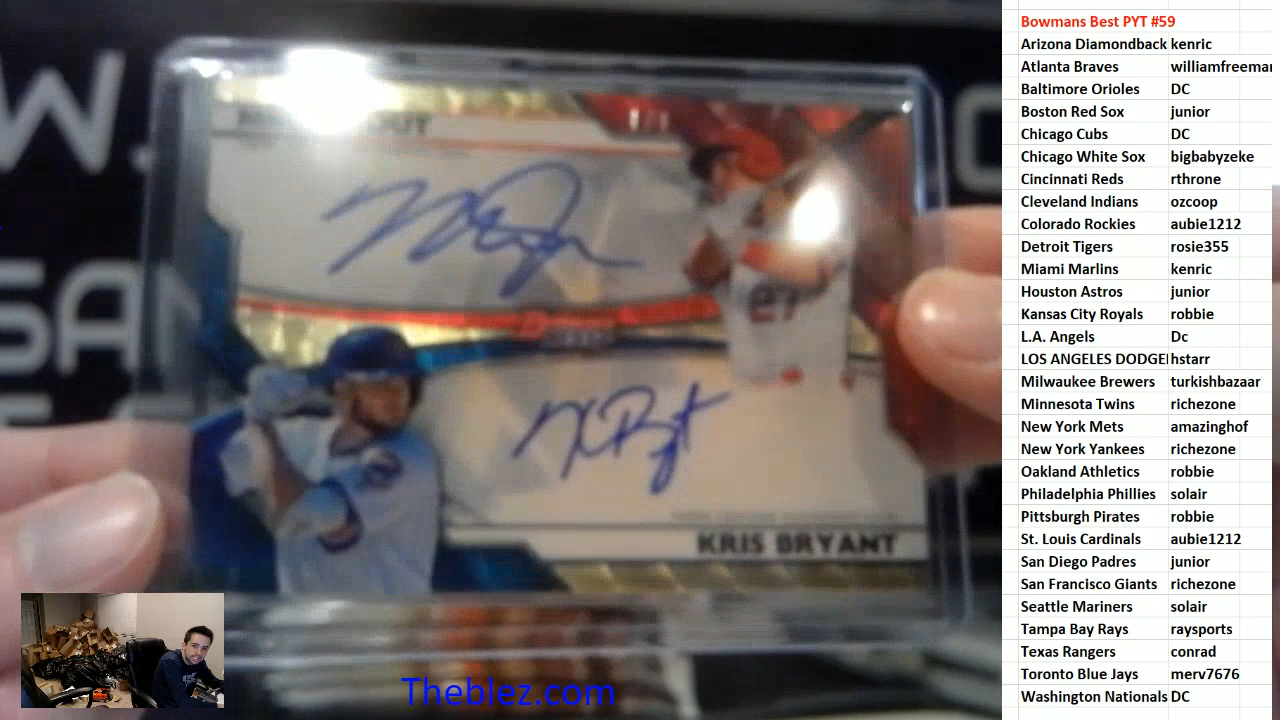 W.
SAN
1/1
27
KRIS BRYANT
Theblez.com
Bowmans Best PYT #59
Arizona Diamondback kenric
Atlanta Braves williamfreeman
Baltimore Orioles DC
Boston Red Sox junior
Chicago Cubs DC
Chicago White Sox bigbabyzeke
Cincinnati Reds rthrone
Cleveland Indians ozcoop
Colorado Rockies aubie1212
Detroit Tigers rosie355
Miami Marlins kenric
Houston Astros junior
Kansas City Royals robbie
L.A. Angels Dc
LOS ANGELES DODGE hstarr
Milwaukee Brewers turkishbazaar
Minnesota Twins richezone
New York Mets amazinghof
New York Yankees richezone
Oakland Athletics robbie
Philadelphia Phillies solair
Pittsburgh Pirates robbie
St. Louis Cardinals aubie1212
San Diego Padres junior
San Francisco Giants richezone
Seattle Mariners solair
Tampa Bay Rays raysports
Texas Rangers conrad
Toronto Blue Jays merv7676
Washington Nationals DC